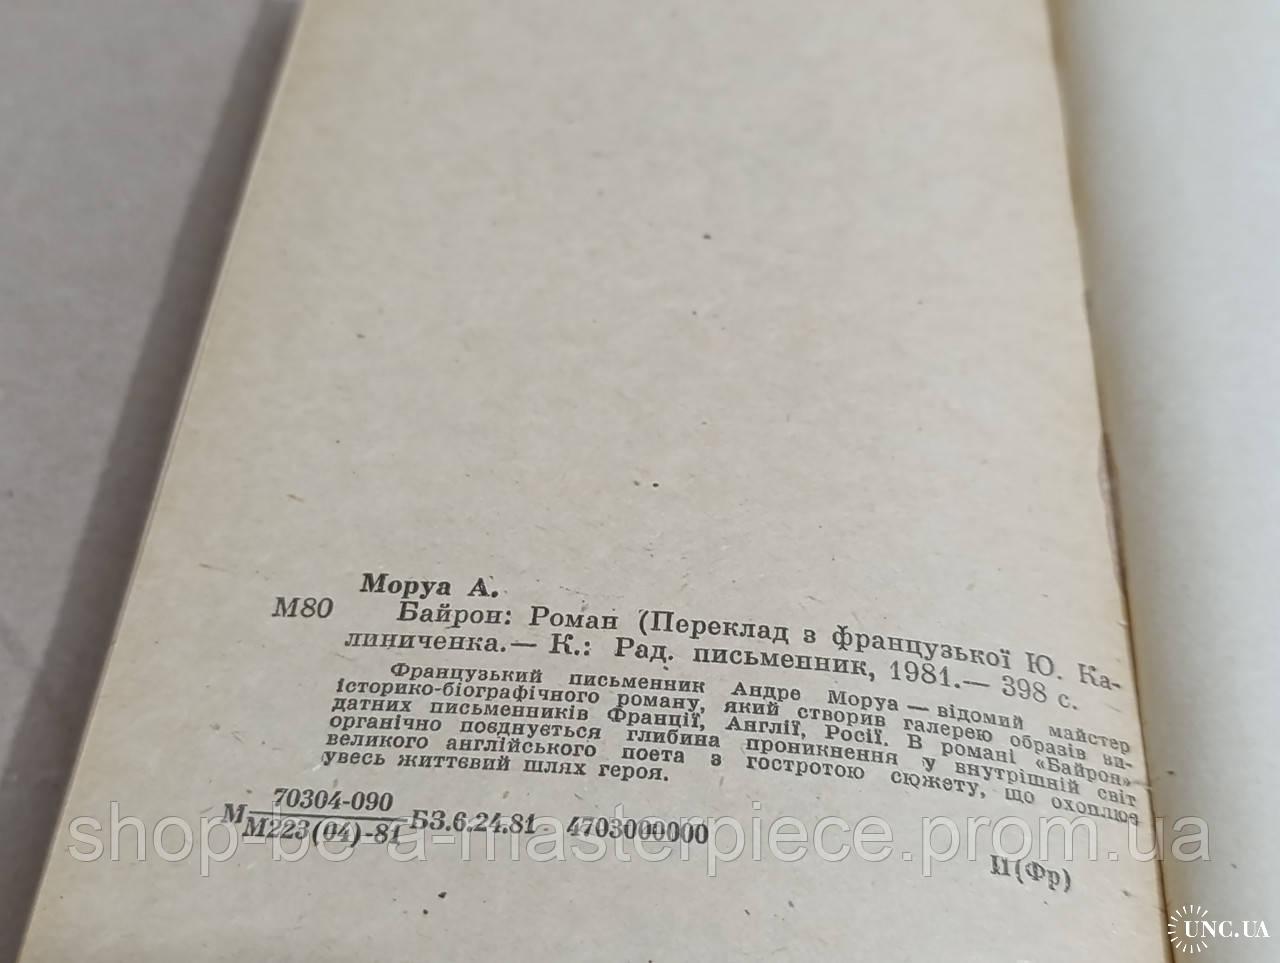 Моруа А.
М80 Байрон: Роман (Переклад з французької Ю. Ка-
линиченка.— К.: Рад. письменник, 1981.— 398 с.
Французький письменник Андре Моруа — відомий майстер
історико-біографічного роману, який створив галерею образів ви-
датних письменників Франції, Англії, Росії. В романі «Байрон»
органічно поєднується глибина проникнення у внутрішній світ
великого англійського поета з гостротою сюжету, що охоплює
увесь життєвий шлях героя.
М 70304-090
М223(04)-81 БЗ.6.24.81. 4703000000
И(Фр)
shop-be-a-masterpiece.prom.ua
UNC.UA